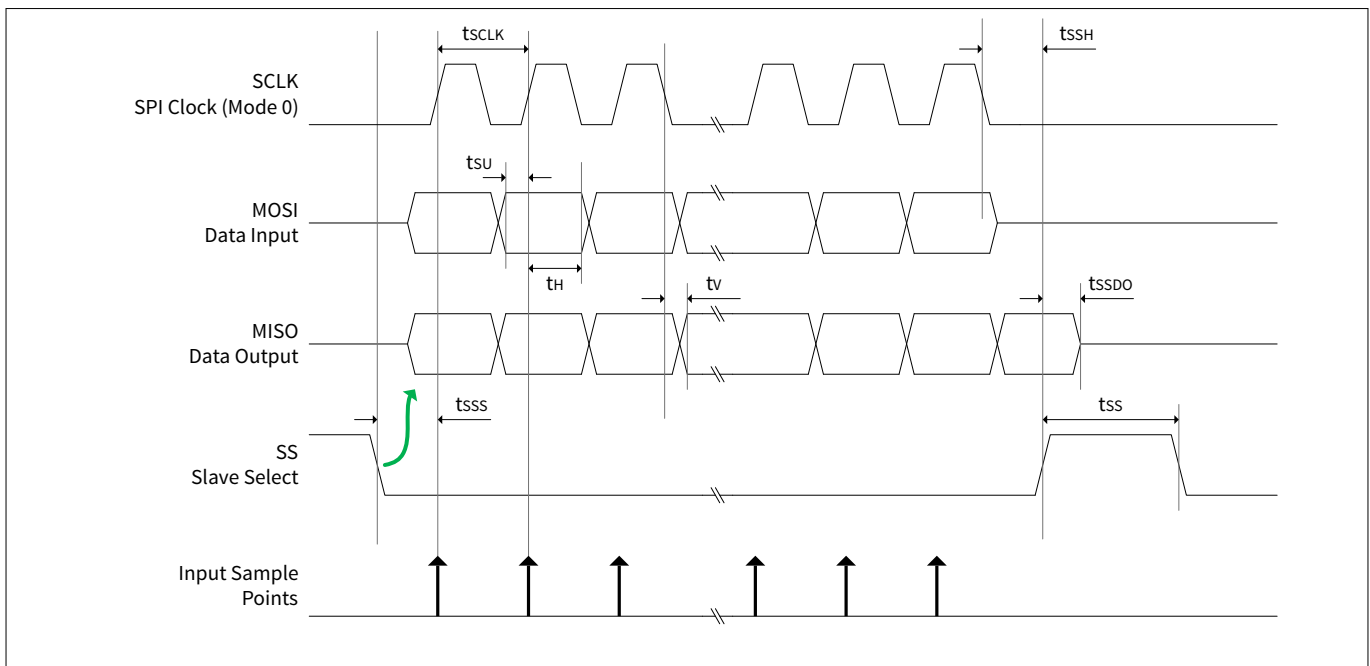 tSCLK
tSSH
SCLK
SPI Clock (Mode 0)
tSU
MOSI
Data Input
tH
tV
tSSDO
MISO
Data Output
tSSS
tSS
SS
Slave Select
Input Sample
Points